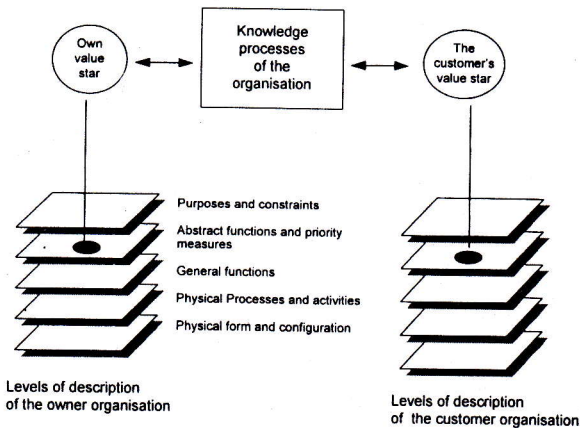 Own
value
star
Knowledge
processes
of the
organisation
The
customer's
value star
Purposes and constraints
Abstract functions and priority
measures
General functions
Physical Processes and activities
Physical form and configuration
Levels of description
of the owner organisation
Levels of description
of the customer organisation